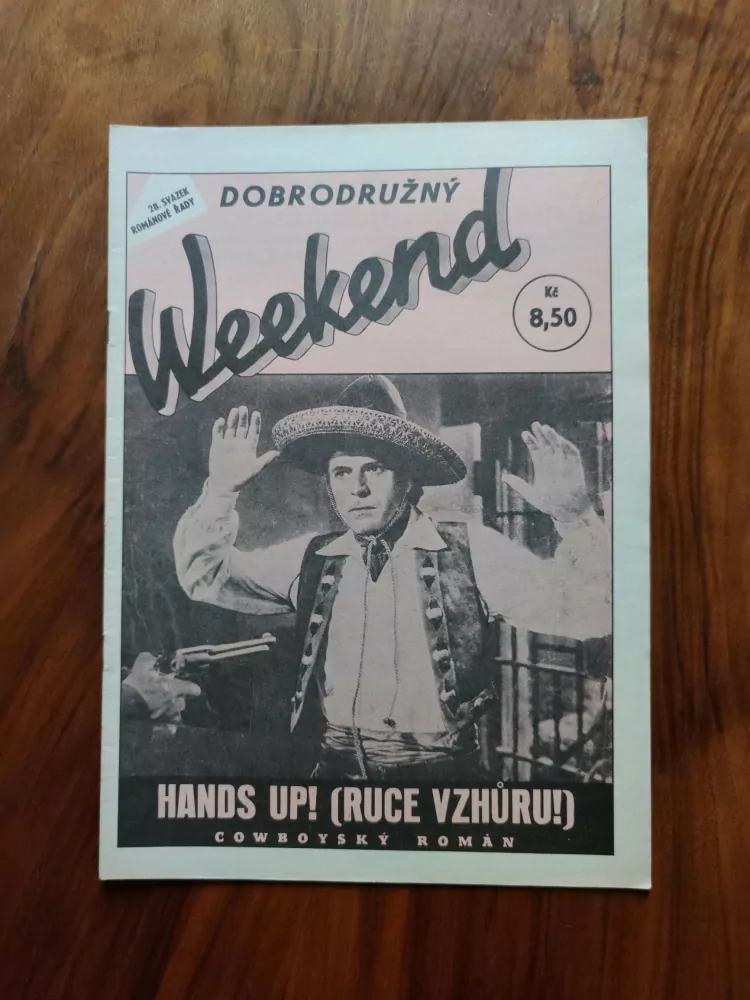 28. SVAZEK
ROMÁNOVÉ ŘADY
DOBRODRUŽNÝ
Weekend
Kč
8,50
HANDS UP! (RUCE VZHŮRU!)
COWBOYSKÝ ROMÁN